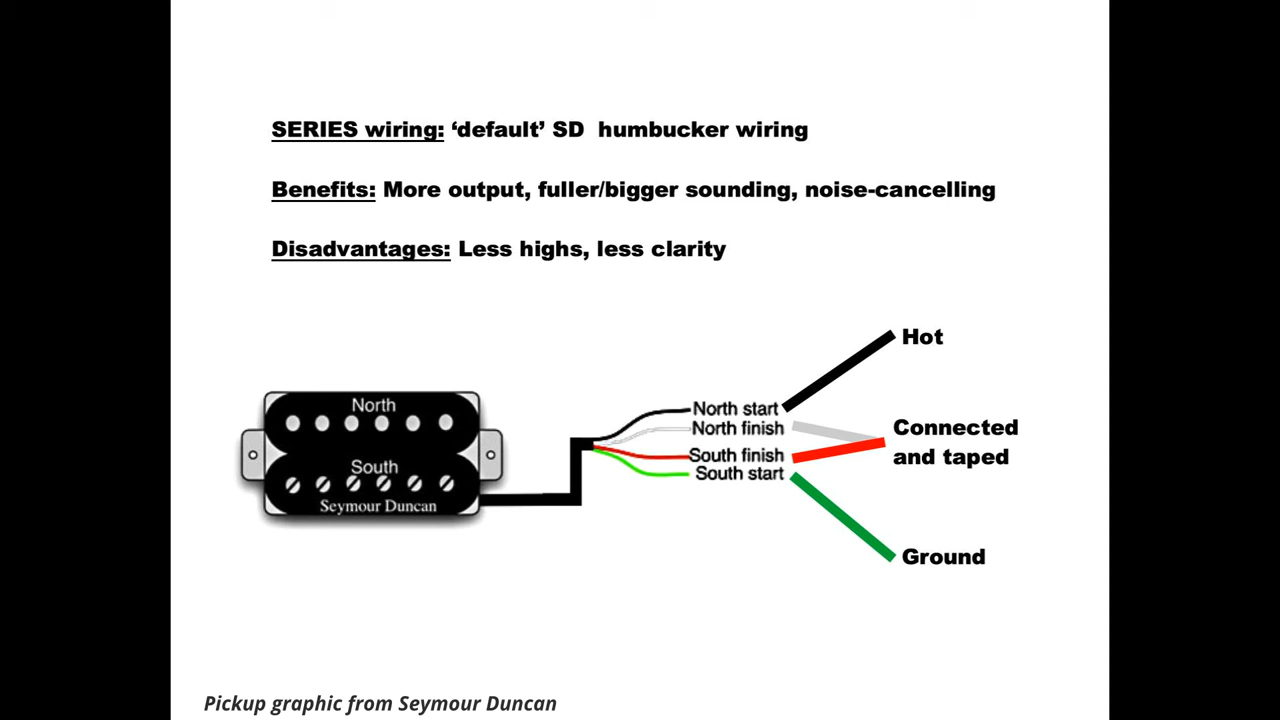 SERIES wiring: ‘default’ SD  humbucker wiring
Benefits: More output, fuller/bigger sounding, noise-cancelling
Disadvantages: Less highs, less clarity
Hot
North
North start
North finish
Connected
and taped
South
South finish
South start
Seymour Duncan
Ground
Pickup graphic from Seymour Duncan